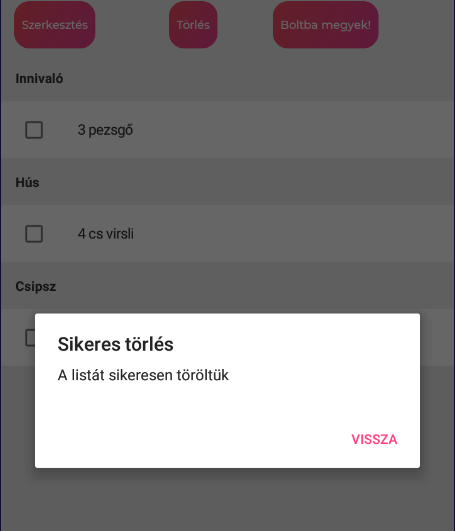 Szerkesztés Törlés Boltba megyek!
Innivaló
3 pezsgő
Hús
4 cs virsli
Csipsz
Sikeres törlés
A listát sikeresen töröltük
VISSZA